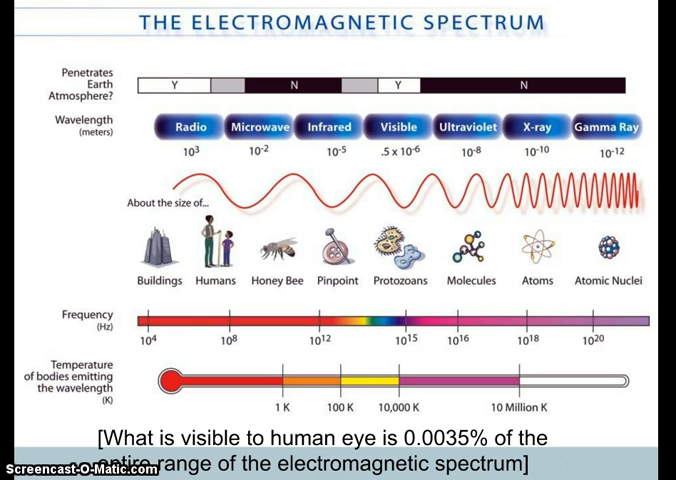 THE ELECTROMAGNETIC SPECTRUM
Penetrates
Earth
Atmosphere?
Y N Y N
Wavelength
(meters)
Radio Microwave Infrared Visible Ultraviolet X-ray Gamma Ray
10³ 10⁻² 10⁻⁵ .5 x 10⁻⁶ 10⁻⁸ 10⁻¹⁰ 10⁻¹²
About the size of...
Buildings Humans Honey Bee Pinpoint Protozoans Molecules Atoms Atomic Nuclei
Frequency
(Hz)
10⁴ 10⁸ 10¹² 10¹⁵ 10¹⁶ 10¹⁸ 10²⁰
Temperature
of bodies emitting
the wavelength
(K)
1 K 100 K 10,000 K 10 Million K
[What is visible to human eye is 0.0035% of the
entire range of the electromagnetic spectrum]
Screencast-O-Matic.com